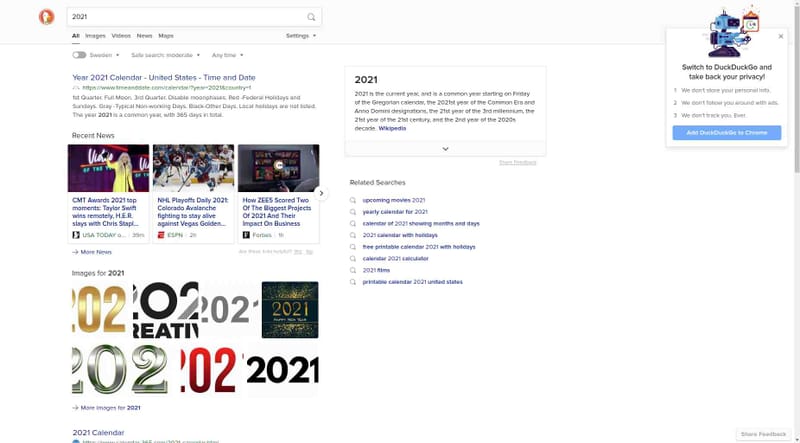 2021
All Images Videos News Maps Settings
Sweden Safe search: moderate Any time
Year 2021 Calendar - United States - Time and Date
https://www.timeanddate.com/calendar/?year=2021&country=1
1st Quarter. Full Moon. 3rd Quarter. Disable moonphases. Red -Federal Holidays and
Sundays. Gray -Typical Non-working Days. Black-Other Days. Local holidays are not listed.
The year 2021 is a common year, with 365 days in total.
Recent News
CMT Awards 2021 top
moments: Taylor Swift
wins remotely, H.E.R.
slays with Chris Stapl...
USA TODAY o... 39m
NHL Playoffs Daily 2021:
Colorado Avalanche
fighting to stay alive
against Vegas Golden...
ESPN 2h
How ZEE5 Scored Two
Of The Biggest Projects
Of 2021 And Their
Impact On Business
Forbes 1h
More News
Are these links helpful? Yes No
Images for 2021
202
202
CREATIV
202
2021
HAPPY NEW YEAR
202
202
2021
More Images for 2021
2021 Calendar
2021
2021 is the current year, and is a common year starting on Friday
of the Gregorian calendar, the 2021st year of the Common Era and
Anno Domini designations, the 21st year of the 3rd millennium, the
21st year of the 21st century, and the 2nd year of the 2020s
decade. Wikipedia
Share Feedback
Related Searches
upcoming movies 2021
yearly calendar for 2021
calendar of 2021 showing months and days
2021 calendar with holidays
free printable calendar 2021 with holidays
calendar 2021 calculator
2021 films
printable calendar 2021 united states
Switch to DuckDuckGo and
take back your privacy!
1 We don't store your personal info.
2 We don't follow you around with ads.
3 We don't track you. Ever.
Add DuckDuckGo to Chrome
Share Feedback